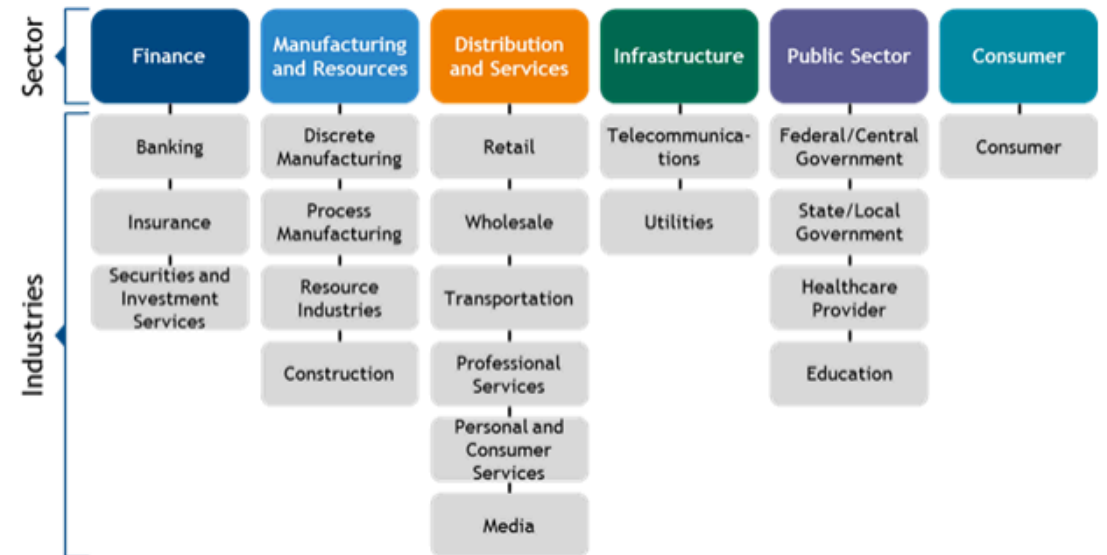 Sector
Finance
Manufacturing
and Resources
Distribution
and Services
Infrastructure
Public Sector
Consumer
Industries
Banking
Insurance
Securities and
Investment
Services
Discrete
Manufacturing
Process
Manufacturing
Resource
Industries
Construction
Retail
Wholesale
Transportation
Professional
Services
Personal and
Consumer
Services
Media
Telecommunica-
tions
Utilities
Federal/Central
Government
State/Local
Government
Healthcare
Provider
Education
Consumer